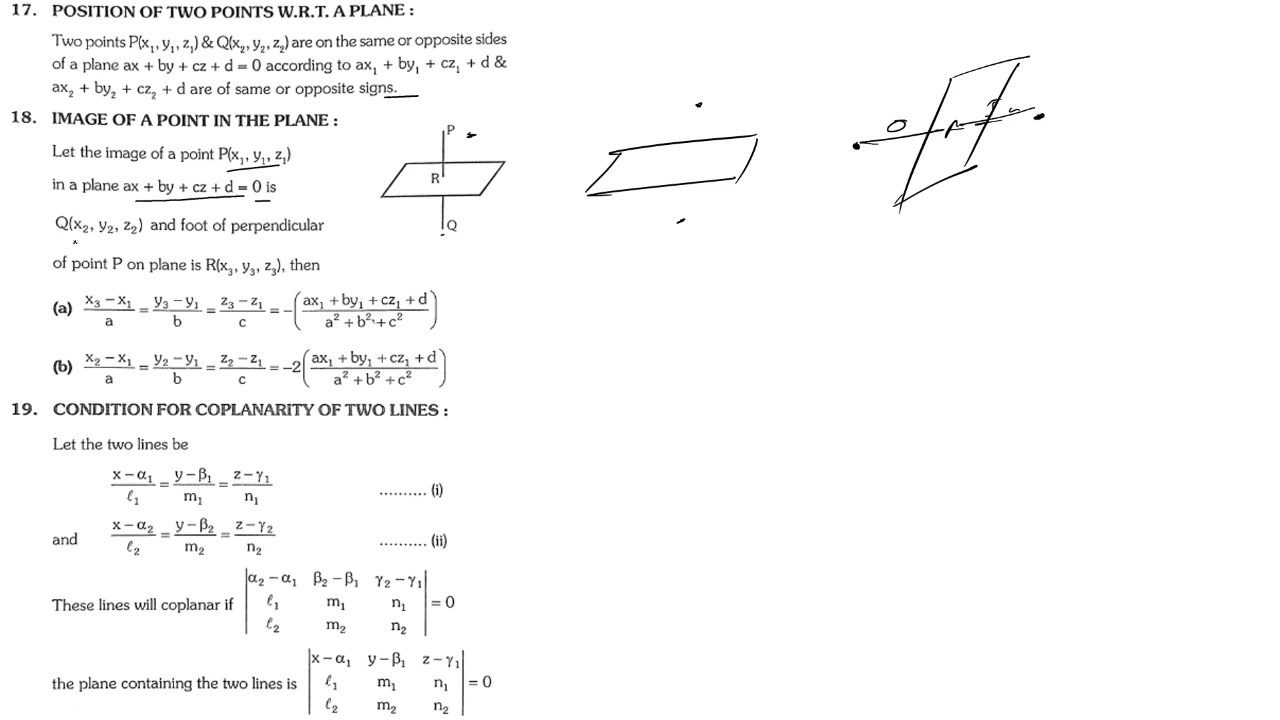 17. POSITION OF TWO POINTS W.R.T. A PLANE :
Two points P(x₁, y₁, z₁) & Q(x₂, y₂, z₂) are on the same or opposite sides
of a plane ax + by + cz + d = 0 according to ax₁ + by₁ + cz₁ + d &
ax₂ + by₂ + cz₂ + d are of same or opposite signs.
18. IMAGE OF A POINT IN THE PLANE :
Let the image of a point P(x₁, y₁, z₁)
in a plane ax + by + cz + d = 0 is
Q(x₂, y₂, z₂) and foot of perpendicular
of point P on plane is R(x₃, y₃, z₃), then
P
R
Q
(a) (x₃ − x₁)/a = (y₃ − y₁)/b = (z₃ − z₁)/c = −((ax₁ + by₁ + cz₁ + d)/(a² + b² + c²))
(b) (x₂ − x₁)/a = (y₂ − y₁)/b = (z₂ − z₁)/c = −2((ax₁ + by₁ + cz₁ + d)/(a² + b² + c²))
19. CONDITION FOR COPLANARITY OF TWO LINES :
Let the two lines be
(x − α₁)/ℓ₁ = (y − β₁)/m₁ = (z − γ₁)/n₁ .......... (i)
and (x − α₂)/ℓ₂ = (y − β₂)/m₂ = (z − γ₂)/n₂ .......... (ii)
|α₂ − α₁ β₂ − β₁ γ₂ − γ₁|
These lines will coplanar if |ℓ₁ m₁ n₁| = 0
|ℓ₂ m₂ n₂|
|x − α₁ y − β₁ z − γ₁|
the plane containing the two lines is |ℓ₁ m₁ n₁| = 0
|ℓ₂ m₂ n₂|